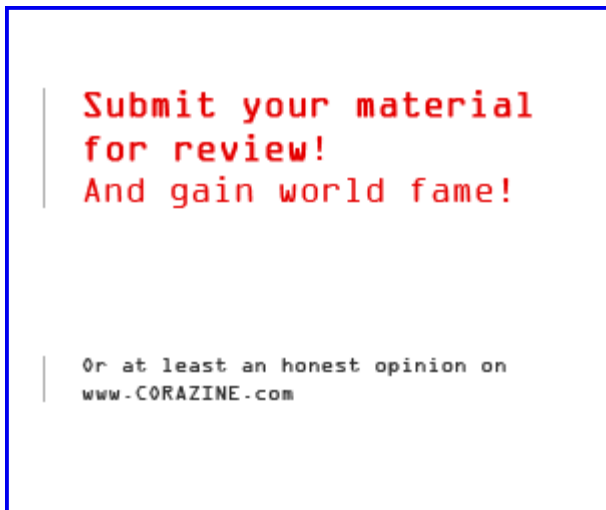 Submit your material
for review!
And gain world fame!
Or at least an honest opinion on
www.CORAZINE.com